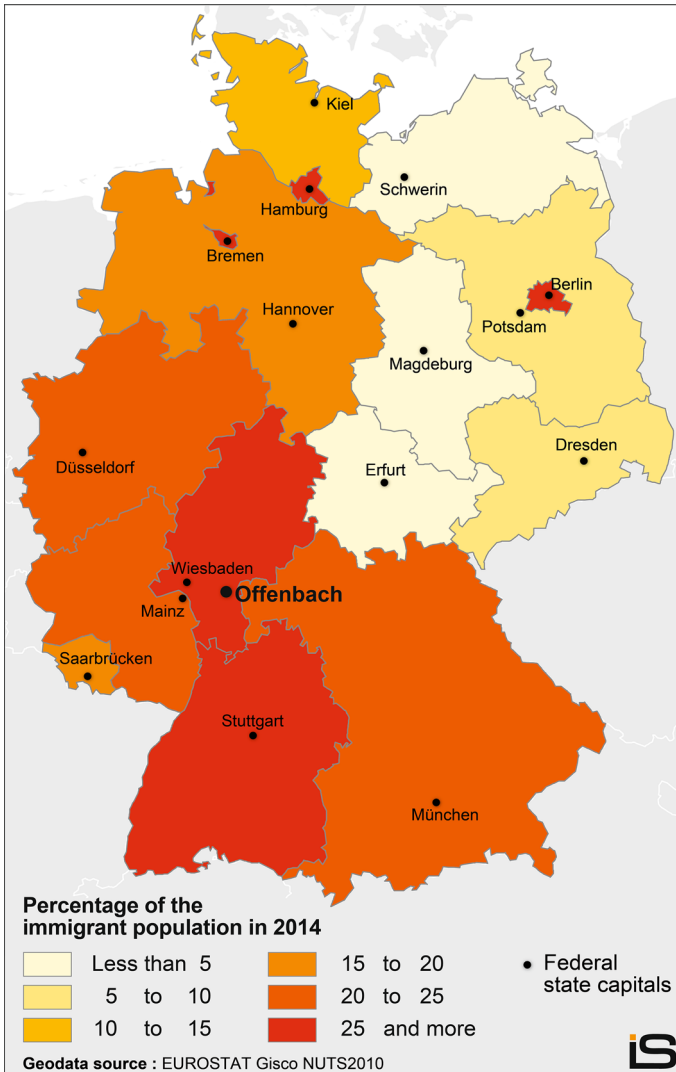 Kiel
Schwerin
Hamburg
Bremen
Berlin
Hannover
Potsdam
Magdeburg
Dresden
Düsseldorf
Erfurt
Wiesbaden
Offenbach
Mainz
Saarbrücken
Stuttgart
München
Percentage of the
immigrant population in 2014
Less than 5
5 to 10
10 to 15
15 to 20
20 to 25
25 and more
Federal
state capitals
Geodata source : EUROSTAT Gisco NUTS2010
iS